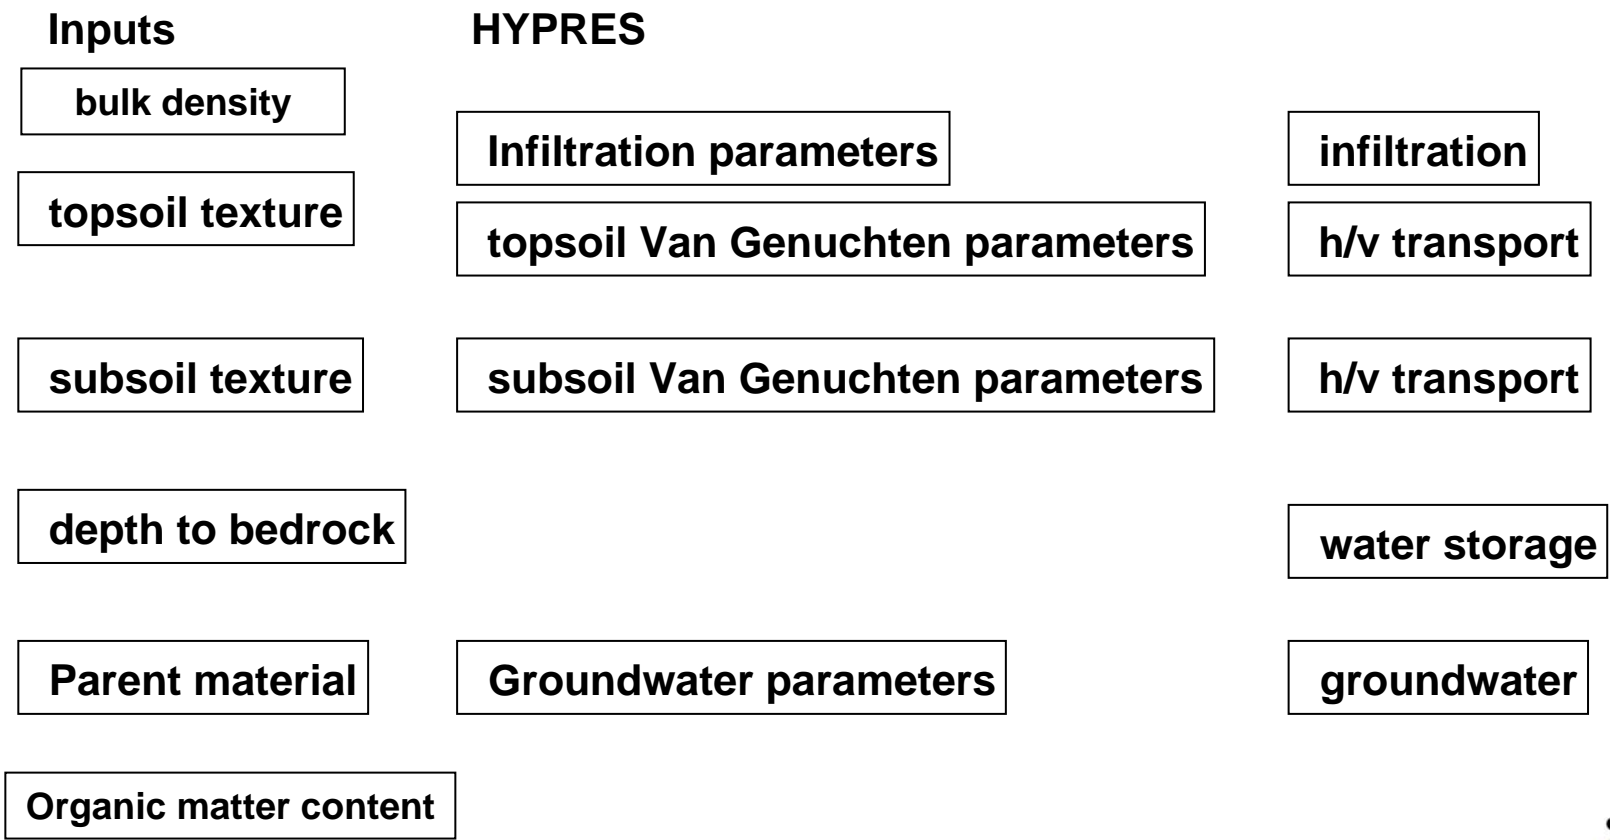 Inputs
HYPRES
bulk density
Infiltration parameters
infiltration
topsoil texture
topsoil Van Genuchten parameters
h/v transport
subsoil texture
subsoil Van Genuchten parameters
h/v transport
depth to bedrock
water storage
Parent material
Groundwater parameters
groundwater
Organic matter content